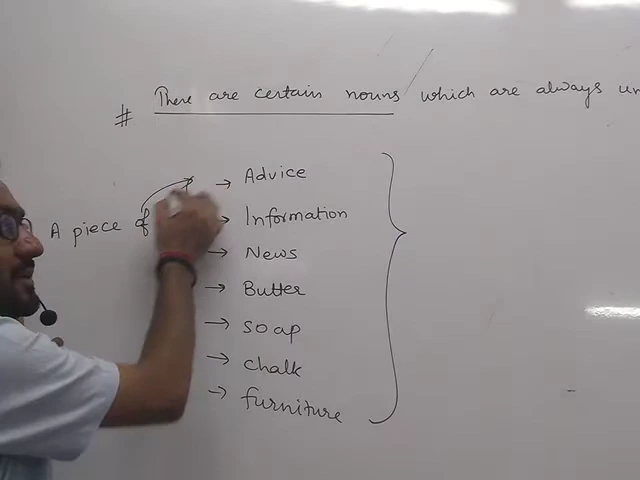 # There are certain nouns which are always
A piece of
→ Advice
→ Information
→ News
→ Butter
→ soap
→ chalk
→ furniture